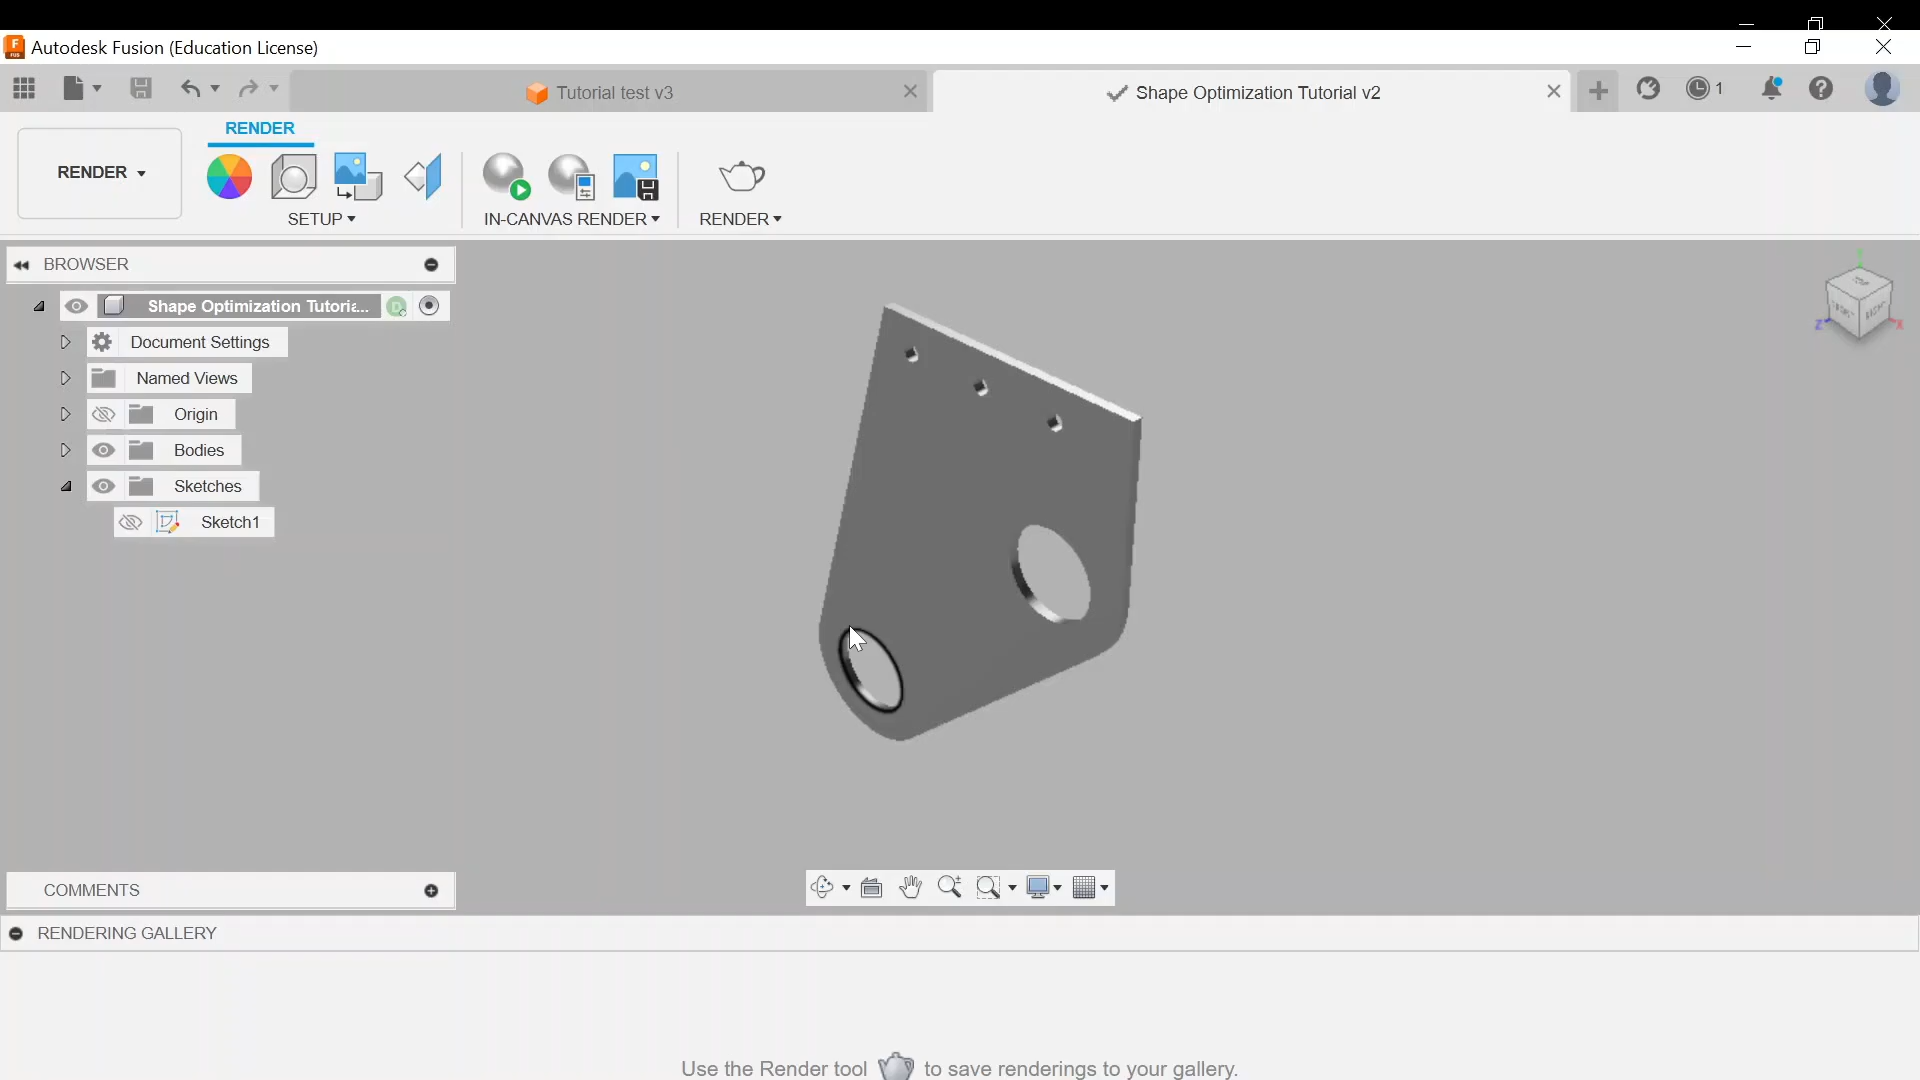 Autodesk Fusion (Education License)
Tutorial test v3
Shape Optimization Tutorial v2
1
RENDER
RENDER
SETUP
IN-CANVAS RENDER
RENDER
BROWSER
Shape Optimization Tutoria...
Document Settings
Named Views
Origin
Bodies
Sketches
Sketch1
COMMENTS
RENDERING GALLERY
Use the Render tool to save renderings to your gallery.